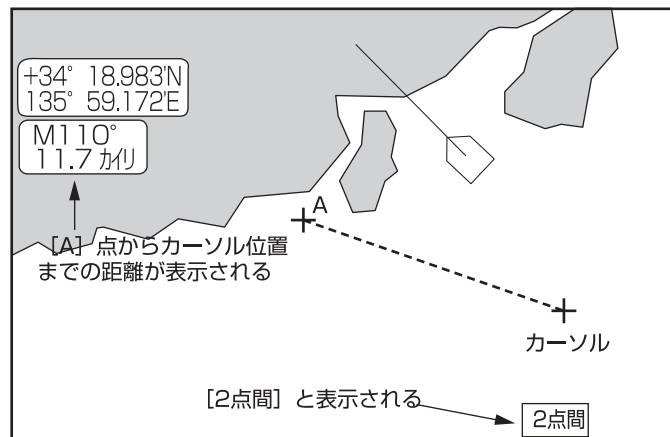 +34° 18.983'N
135° 59.172'E
M110°
11.7 ｶｲﾘ
A
[A] 点からカーソル位置
までの距離が表示される
カーソル
[2点間] と表示される
2点間